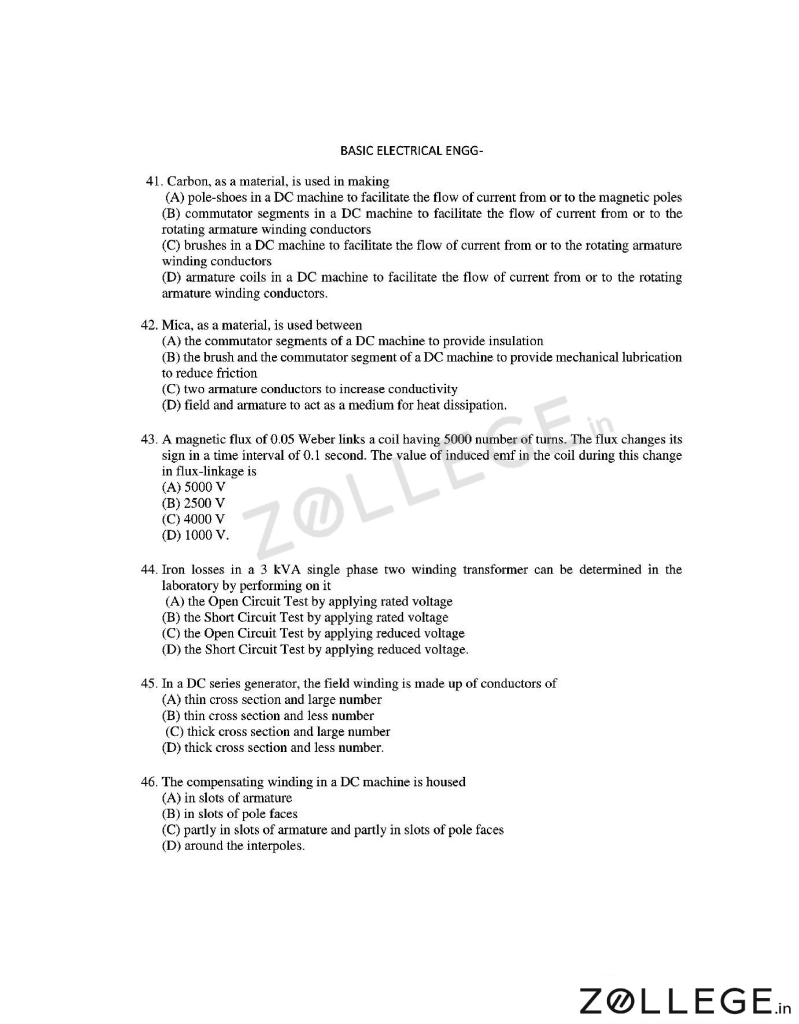 BASIC ELECTRICAL ENGG-
41. Carbon, as a material, is used in making
(A) pole-shoes in a DC machine to facilitate the flow of current from or to the magnetic poles
(B) commutator segments in a DC machine to facilitate the flow of current from or to the
rotating armature winding conductors
(C) brushes in a DC machine to facilitate the flow of current from or to the rotating armature
winding conductors
(D) armature coils in a DC machine to facilitate the flow of current from or to the rotating
armature winding conductors.
42. Mica, as a material, is used between
(A) the commutator segments of a DC machine to provide insulation
(B) the brush and the commutator segment of a DC machine to provide mechanical lubrication
to reduce friction
(C) two armature conductors to increase conductivity
(D) field and armature to act as a medium for heat dissipation.
43. A magnetic flux of 0.05 Weber links a coil having 5000 number of turns. The flux changes its
sign in a time interval of 0.1 second. The value of induced emf in the coil during this change
in flux-linkage is
(A) 5000 V
(B) 2500 V
(C) 4000 V
(D) 1000 V.
ZOLLEGE.in
44. Iron losses in a 3 kVA single phase two winding transformer can be determined in the
laboratory by performing on it
(A) the Open Circuit Test by applying rated voltage
(B) the Short Circuit Test by applying rated voltage
(C) the Open Circuit Test by applying reduced voltage
(D) the Short Circuit Test by applying reduced voltage.
45. In a DC series generator, the field winding is made up of conductors of
(A) thin cross section and large number
(B) thin cross section and less number
(C) thick cross section and large number
(D) thick cross section and less number.
46. The compensating winding in a DC machine is housed
(A) in slots of armature
(B) in slots of pole faces
(C) partly in slots of armature and partly in slots of pole faces
(D) around the interpoles.
ZOLLEGE.in